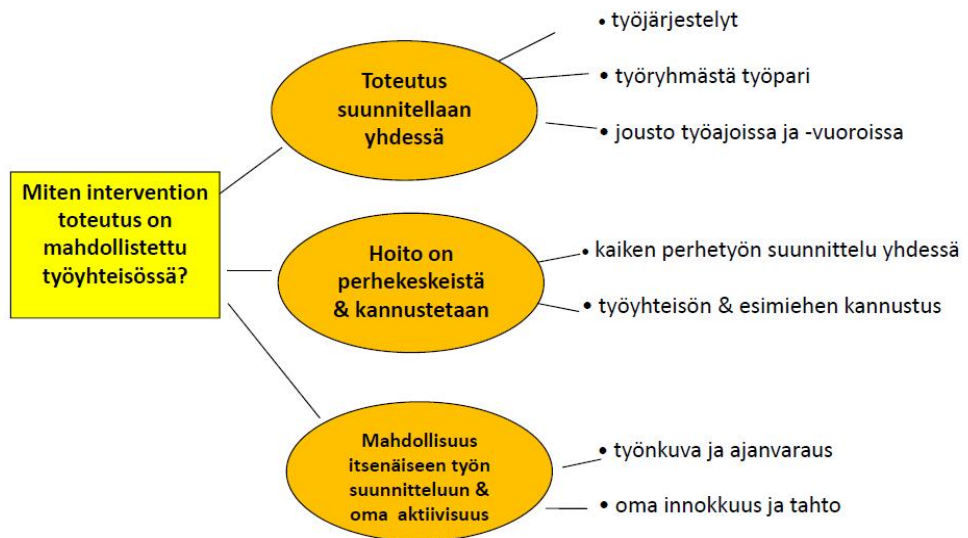 Miten intervention
toteutus on
mahdollistettu
työyhteisössä?
Toteutus
suunnitellaan
yhdessä
• työjärjestelyt
• työryhmästä työpari
• jousto työajoissa ja -vuoroissa
Hoito on
perhekeskeistä
& kannustetaan
• kaiken perhetyön suunnittelu yhdessä
• työyhteisön & esimiehen kannustus
Mahdollisuus
itsenäiseen työn
suunnitteluun &
oma aktiivisuus
• työnkuva ja ajanvaraus
• oma innokkuus ja tahto